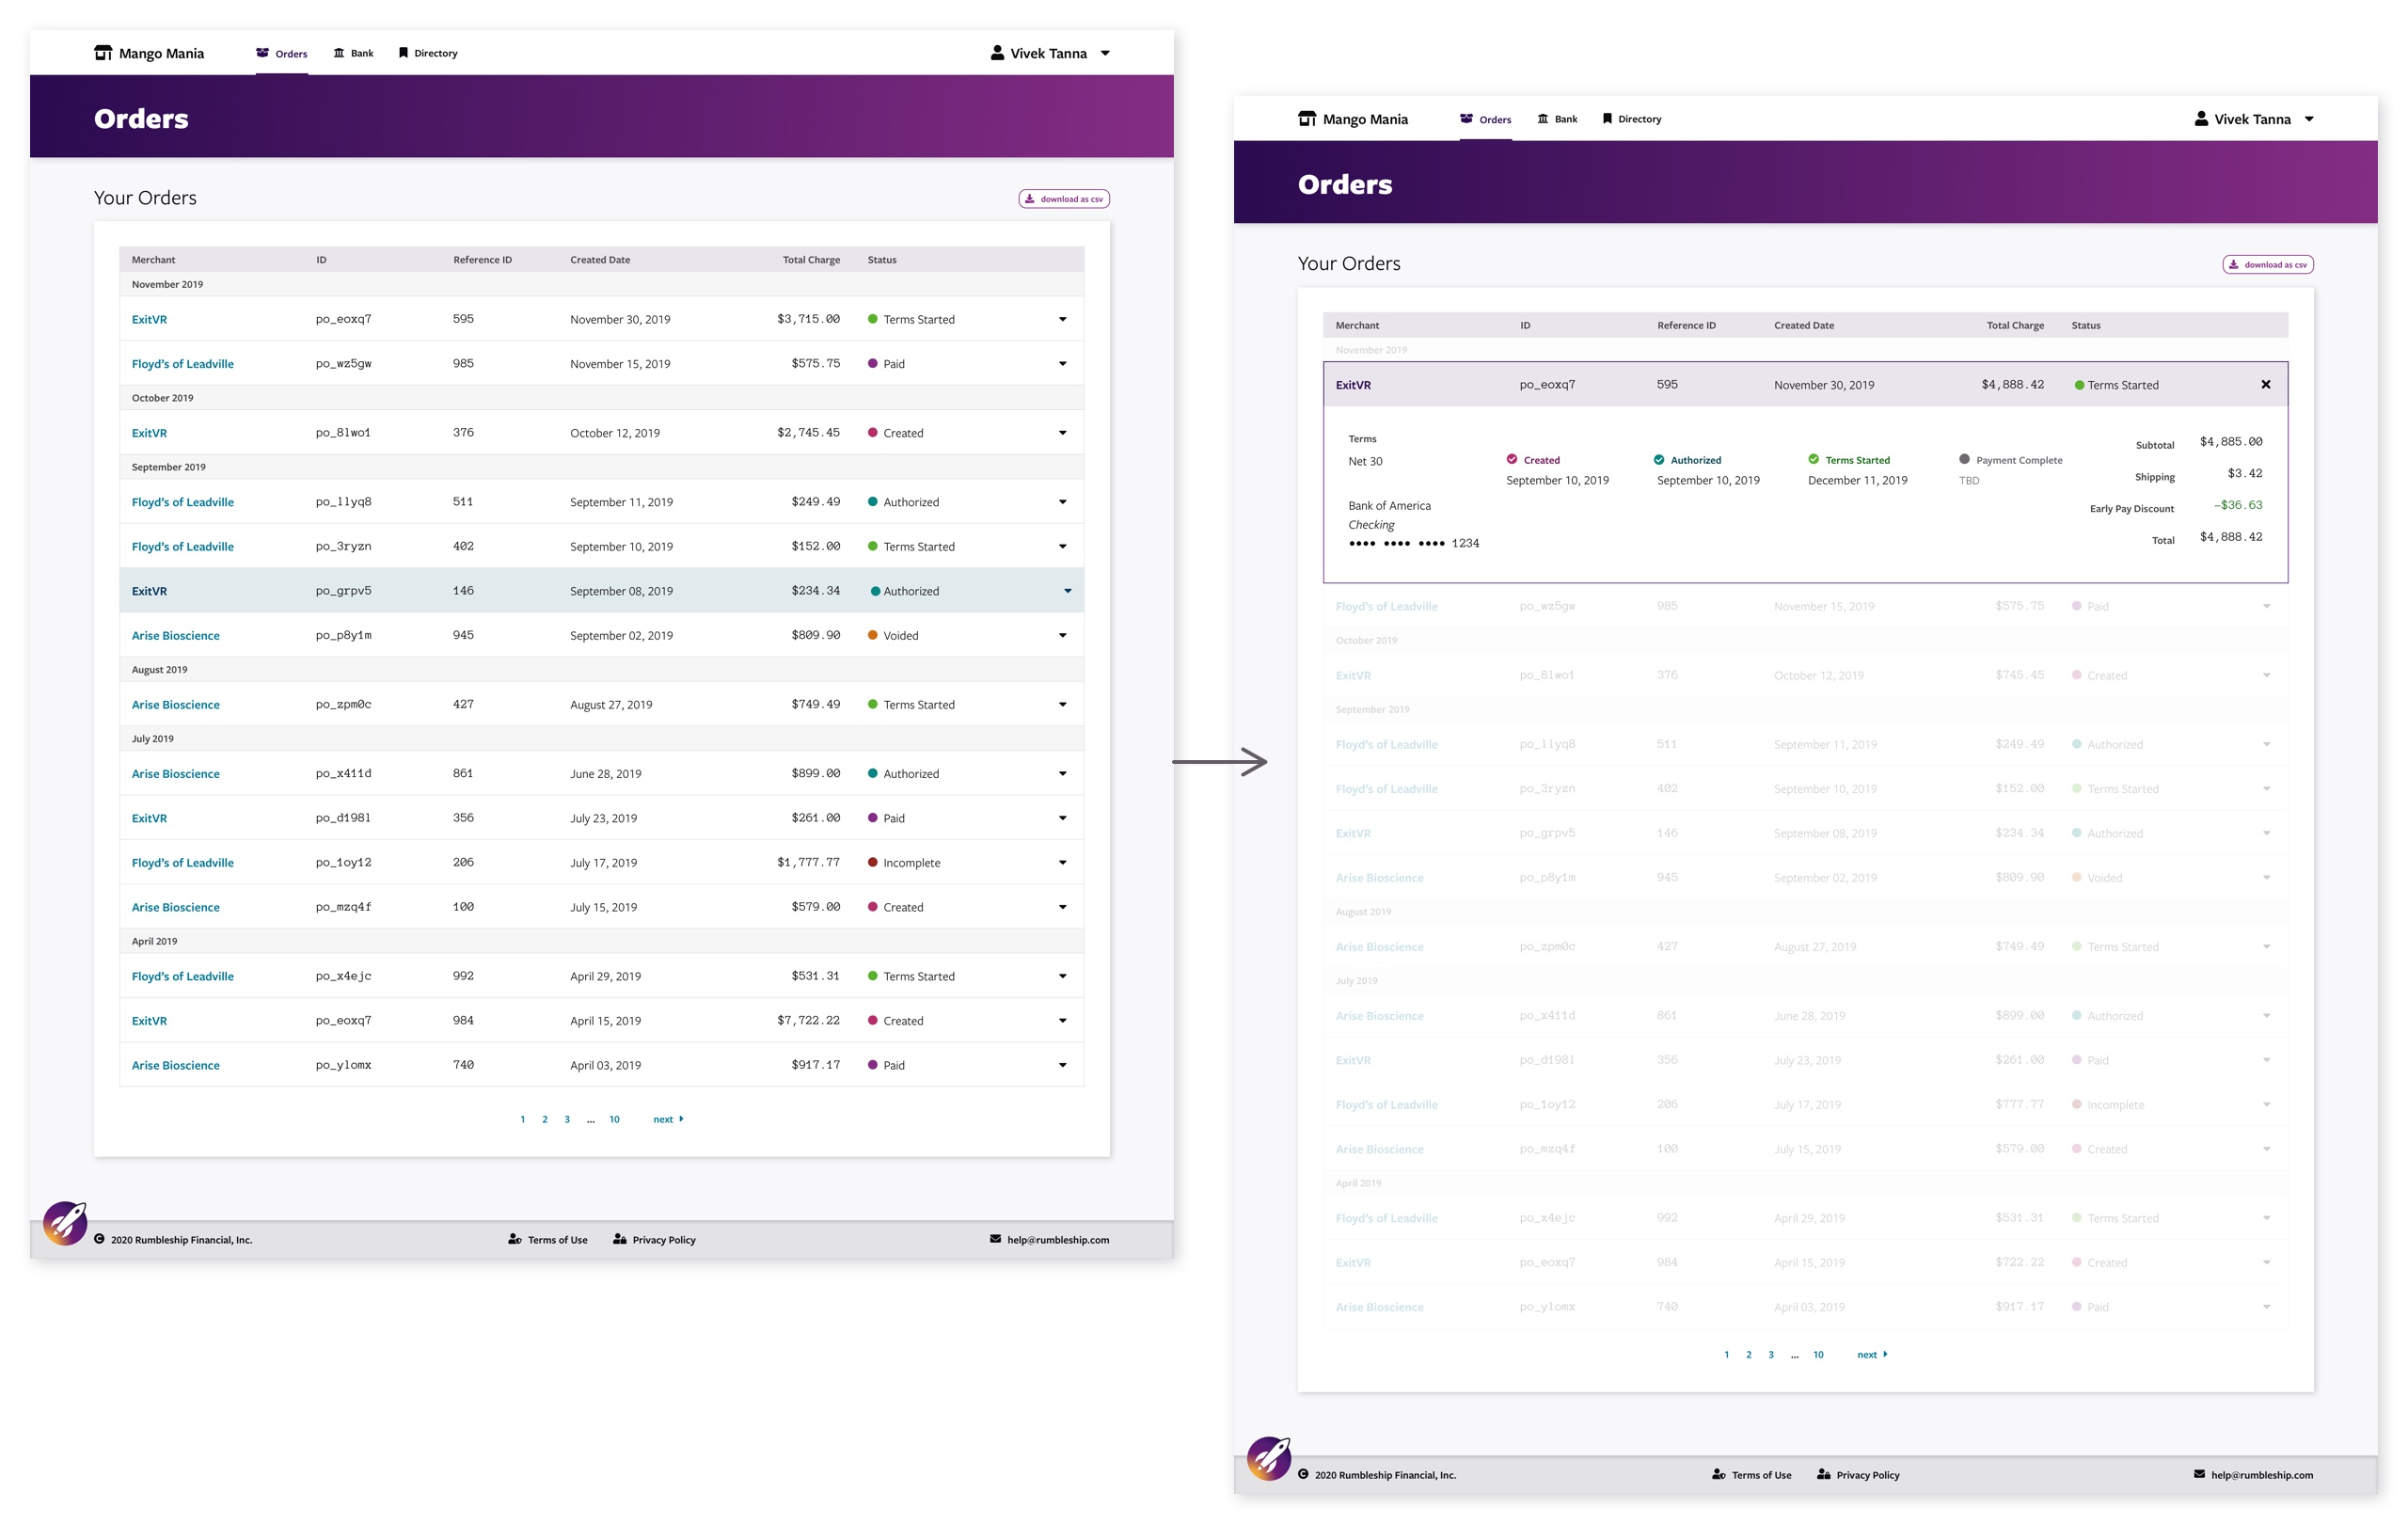 Mango Mania Orders Bank Directory Vivek Tanna
Orders
Your Orders download as csv
Merchant ID Reference ID Created Date Total Charge Status
November 2019
ExitVR po_eoxq7 595 November 30, 2019 $3,715.00 Terms Started
Floyd's of Leadville po_wz5gw 985 November 15, 2019 $575.75 Paid
October 2019
ExitVR po_8lwo1 376 October 12, 2019 $2,745.45 Created
September 2019
Floyd's of Leadville po_llyq8 511 September 11, 2019 $249.49 Authorized
Floyd's of Leadville po_3ryzn 402 September 10, 2019 $152.00 Terms Started
ExitVR po_grpv5 146 September 08, 2019 $234.34 Authorized
Arise Bioscience po_p8y1m 945 September 02, 2019 $809.90 Voided
August 2019
Arise Bioscience po_zpm0c 427 August 27, 2019 $749.49 Terms Started
July 2019
Arise Bioscience po_x411d 861 June 28, 2019 $899.00 Authorized
ExitVR po_d198l 356 July 23, 2019 $261.00 Paid
Floyd's of Leadville po_1oy12 206 July 17, 2019 $1,777.77 Incomplete
Arise Bioscience po_mzq4f 100 July 15, 2019 $579.00 Created
April 2019
Floyd's of Leadville po_x4ejc 992 April 29, 2019 $531.31 Terms Started
ExitVR po_eoxq7 984 April 15, 2019 $7,722.22 Created
Arise Bioscience po_ylomx 740 April 03, 2019 $917.17 Paid
1 2 3 ... 10 next
© 2020 Rumbleship Financial, Inc. Terms of Use Privacy Policy help@rumbleship.com
Mango Mania Orders Bank Directory Vivek Tanna
Orders
Your Orders download as csv
Merchant ID Reference ID Created Date Total Charge Status
November 2019
ExitVR po_eoxq7 595 November 30, 2019 $4,888.42 Terms Started
Terms
Net 30
Bank of America
Checking
•••• •••• •••• 1234
Created
September 10, 2019
Authorized
September 10, 2019
Terms Started
December 11, 2019
Payment Complete
TBD
Subtotal $4,885.00
Shipping $3.42
Early Pay Discount –$36.63
Total $4,888.42
Floyd's of Leadville po_wz5gw 985 November 15, 2019 $575.75 Paid
October 2019
ExitVR po_8lwo1 376 October 12, 2019 $745.45 Created
September 2019
Floyd's of Leadville po_llyq8 511 September 11, 2019 $249.49 Authorized
Floyd's of Leadville po_3ryzn 402 September 10, 2019 $152.00 Terms Started
ExitVR po_grpv5 146 September 08, 2019 $234.34 Authorized
Arise Bioscience po_p8y1m 945 September 02, 2019 $809.90 Voided
August 2019
Arise Bioscience po_zpm0c 427 August 27, 2019 $749.49 Terms Started
July 2019
Arise Bioscience po_x411d 861 June 28, 2019 $899.00 Authorized
ExitVR po_d198l 356 July 23, 2019 $261.00 Paid
Floyd's of Leadville po_1oy12 206 July 17, 2019 $777.77 Incomplete
Arise Bioscience po_mzq4f 100 July 15, 2019 $579.00 Created
April 2019
Floyd's of Leadville po_x4ejc 992 April 29, 2019 $531.31 Terms Started
ExitVR po_eoxq7 984 April 15, 2019 $722.22 Created
Arise Bioscience po_ylomx 740 April 03, 2019 $917.17 Paid
1 2 3 ... 10 next
© 2020 Rumbleship Financial, Inc. Terms of Use Privacy Policy help@rumbleship.com